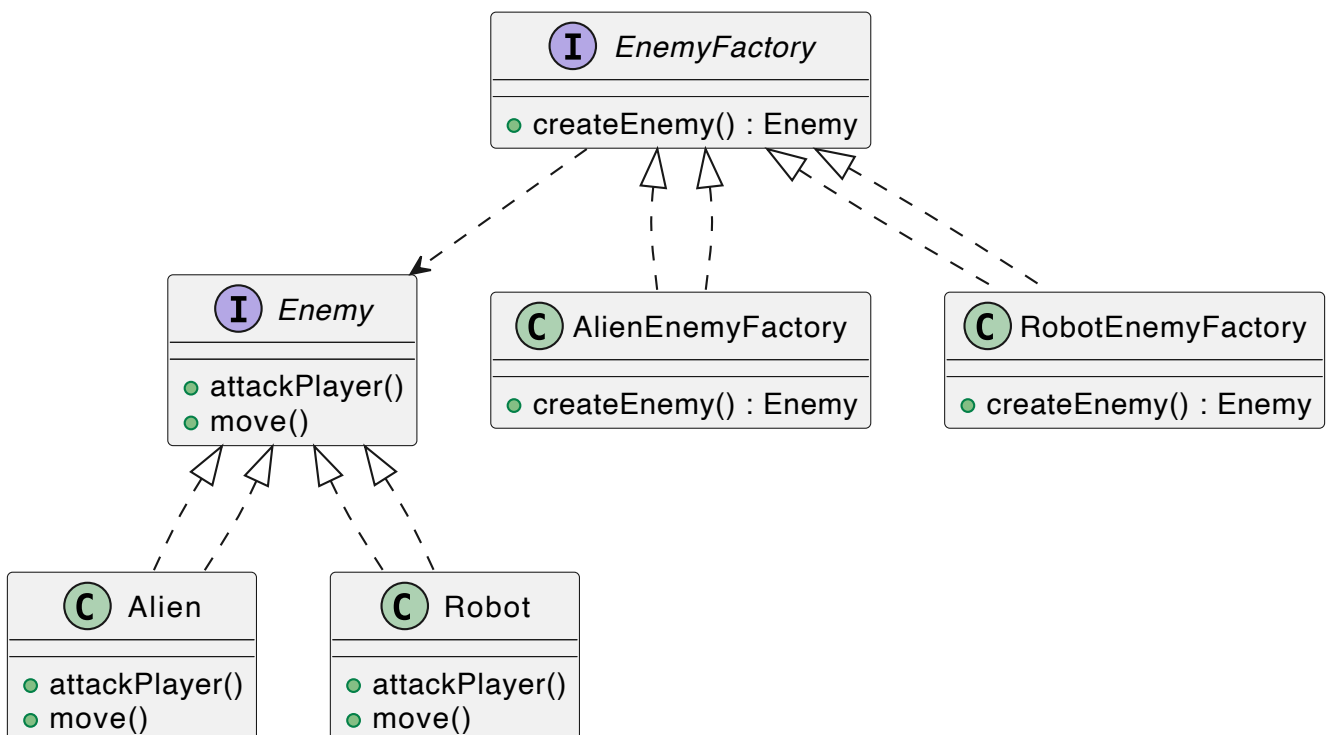 I EnemyFactory
createEnemy() : Enemy
I Enemy
attackPlayer()
move()
C AlienEnemyFactory
createEnemy() : Enemy
C RobotEnemyFactory
createEnemy() : Enemy
C Alien
attackPlayer()
move()
C Robot
attackPlayer()
move()